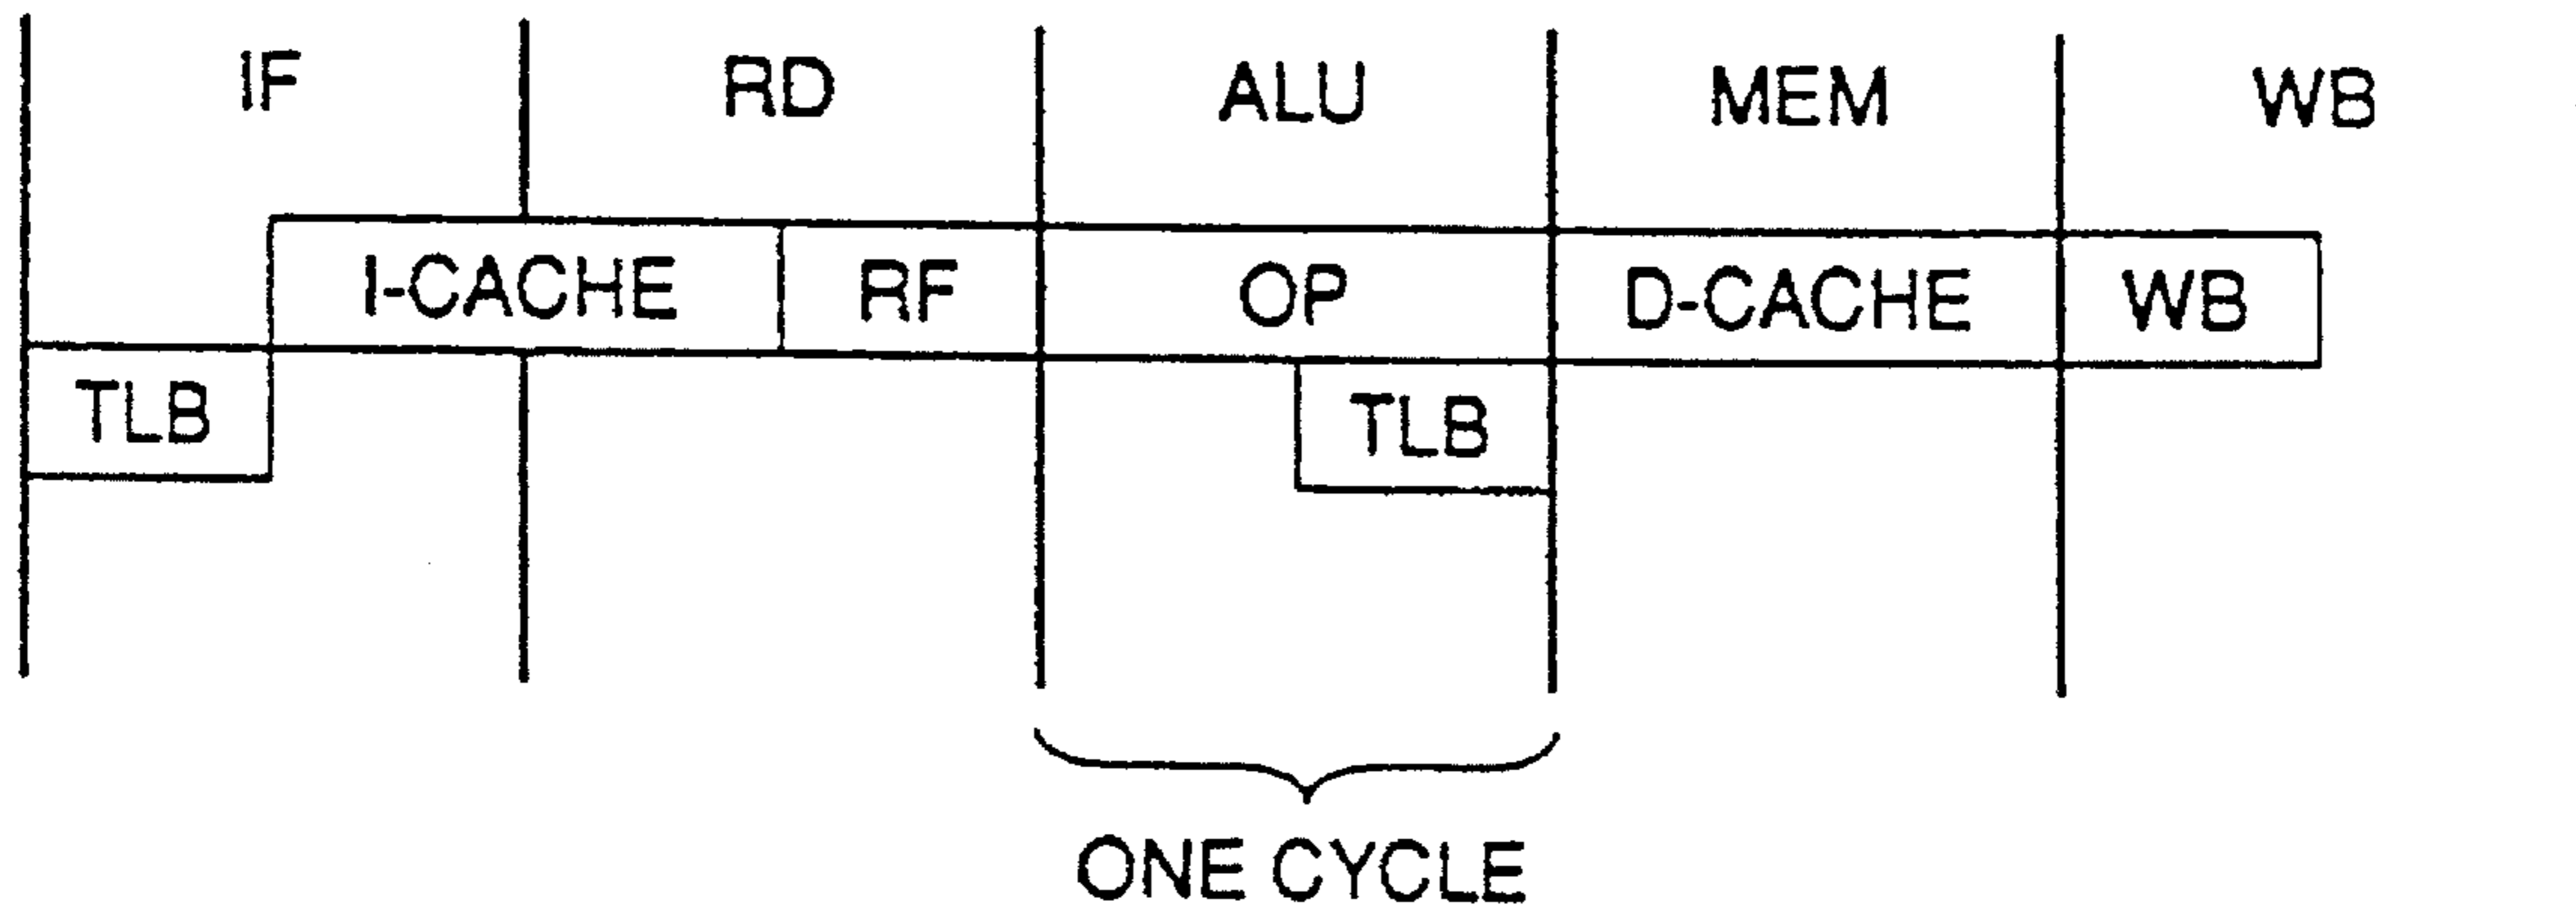 IF RD ALU MEM WB
I-CACHE RF OP D-CACHE WB
TLB TLB
ONE CYCLE